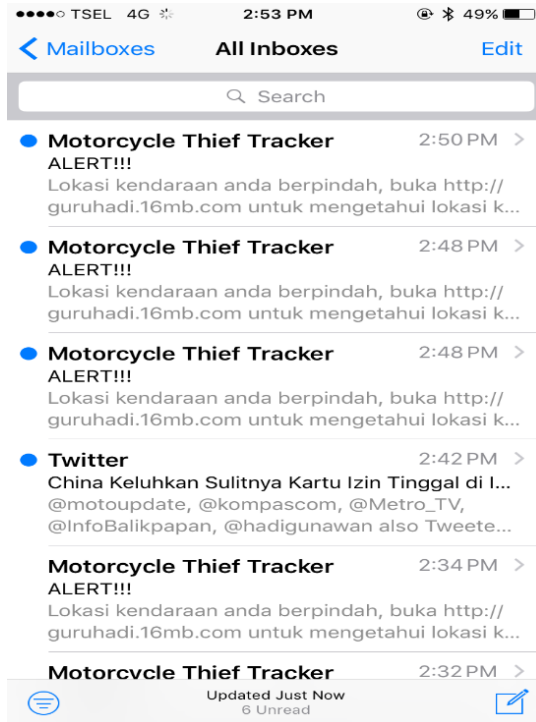 TSEL 4G 2:53 PM 49%
Mailboxes All Inboxes Edit
Search
Motorcycle Thief Tracker 2:50 PM
ALERT!!!
Lokasi kendaraan anda berpindah, buka http://
guruhadi.16mb.com untuk mengetahui lokasi k...
Motorcycle Thief Tracker 2:48 PM
ALERT!!!
Lokasi kendaraan anda berpindah, buka http://
guruhadi.16mb.com untuk mengetahui lokasi k...
Motorcycle Thief Tracker 2:48 PM
ALERT!!!
Lokasi kendaraan anda berpindah, buka http://
guruhadi.16mb.com untuk mengetahui lokasi k...
Twitter 2:42 PM
China Keluhkan Sulitnya Kartu Izin Tinggal di I...
@motoupdate, @kompascom, @Metro_TV,
@InfoBalikpapan, @hadigunawan also Tweete...
Motorcycle Thief Tracker 2:34 PM
ALERT!!!
Lokasi kendaraan anda berpindah, buka http://
guruhadi.16mb.com untuk mengetahui lokasi k...
Motorcycle Thief Tracker 2:32 PM
Updated Just Now
6 Unread